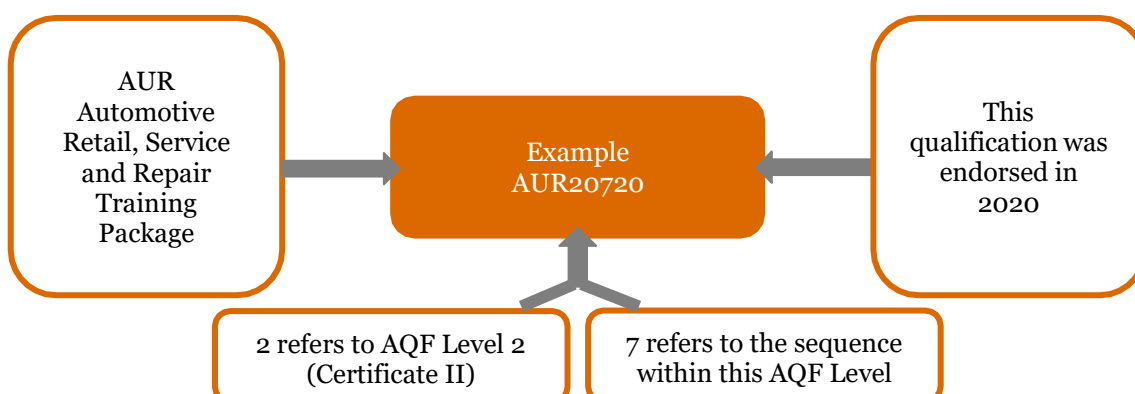 AUR
Automotive
Retail, Service
and Repair
Training
Package
Example
AUR20720
This
qualification was
endorsed in
2020
2 refers to AQF Level 2
(Certificate II)
7 refers to the sequence
within this AQF Level